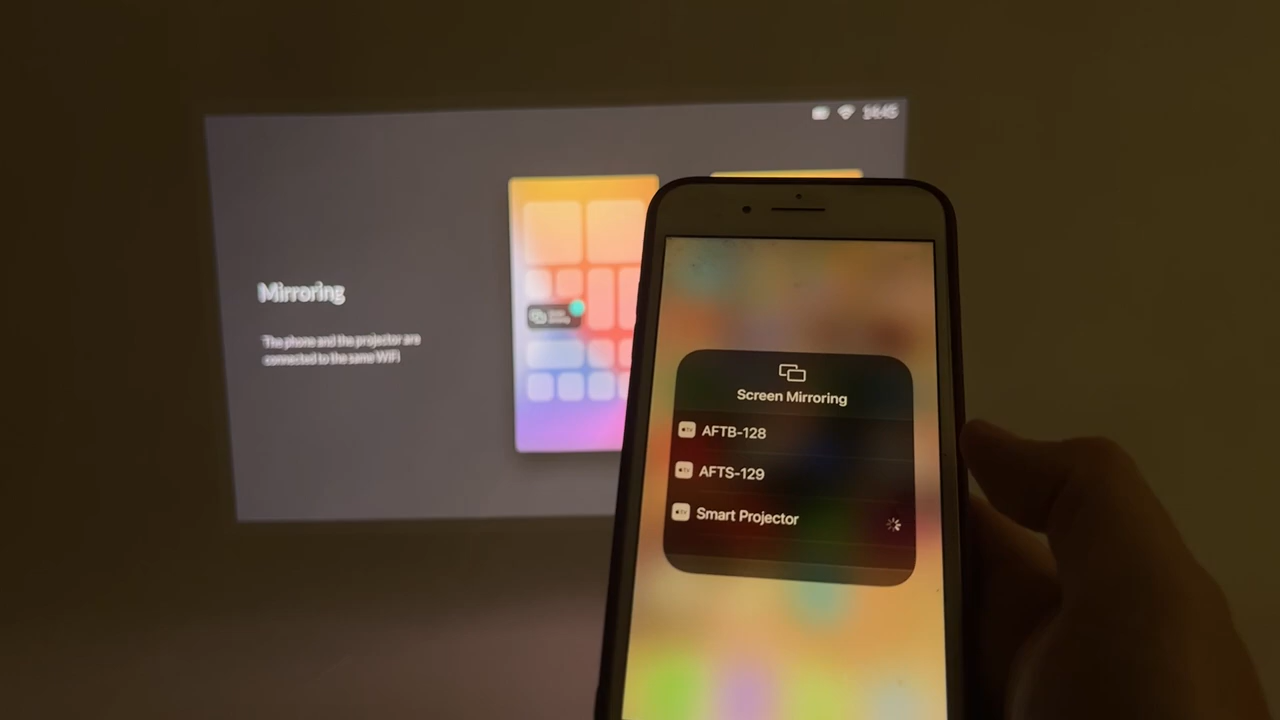 14:45
Mirroring
The phone and the projector are
connected to the same WiFi
Screen Mirroring
AFTB-128
AFTS-129
Smart Projector